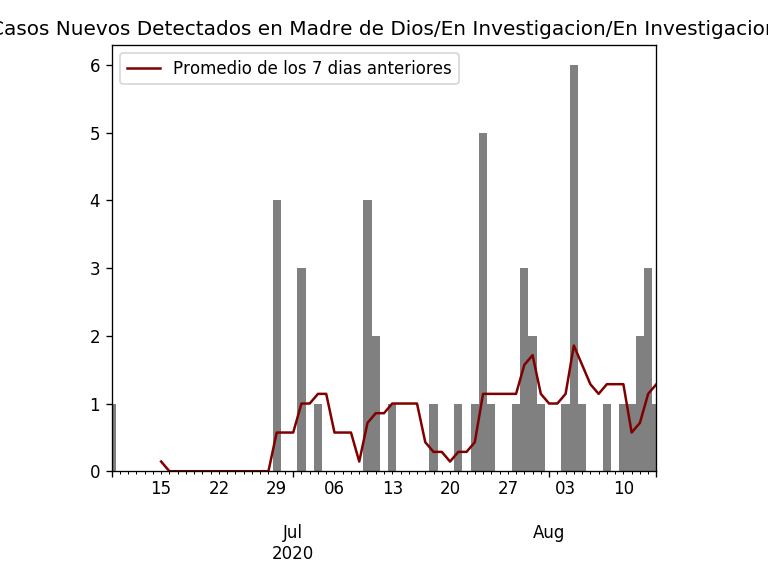 Casos Nuevos Detectados en Madre de Dios/En Investigacion/En Investigacion
Promedio de los 7 dias anteriores
6
5
4
3
2
1
0
15 22 29 06 13 20 27 03 10
Jul Aug
2020